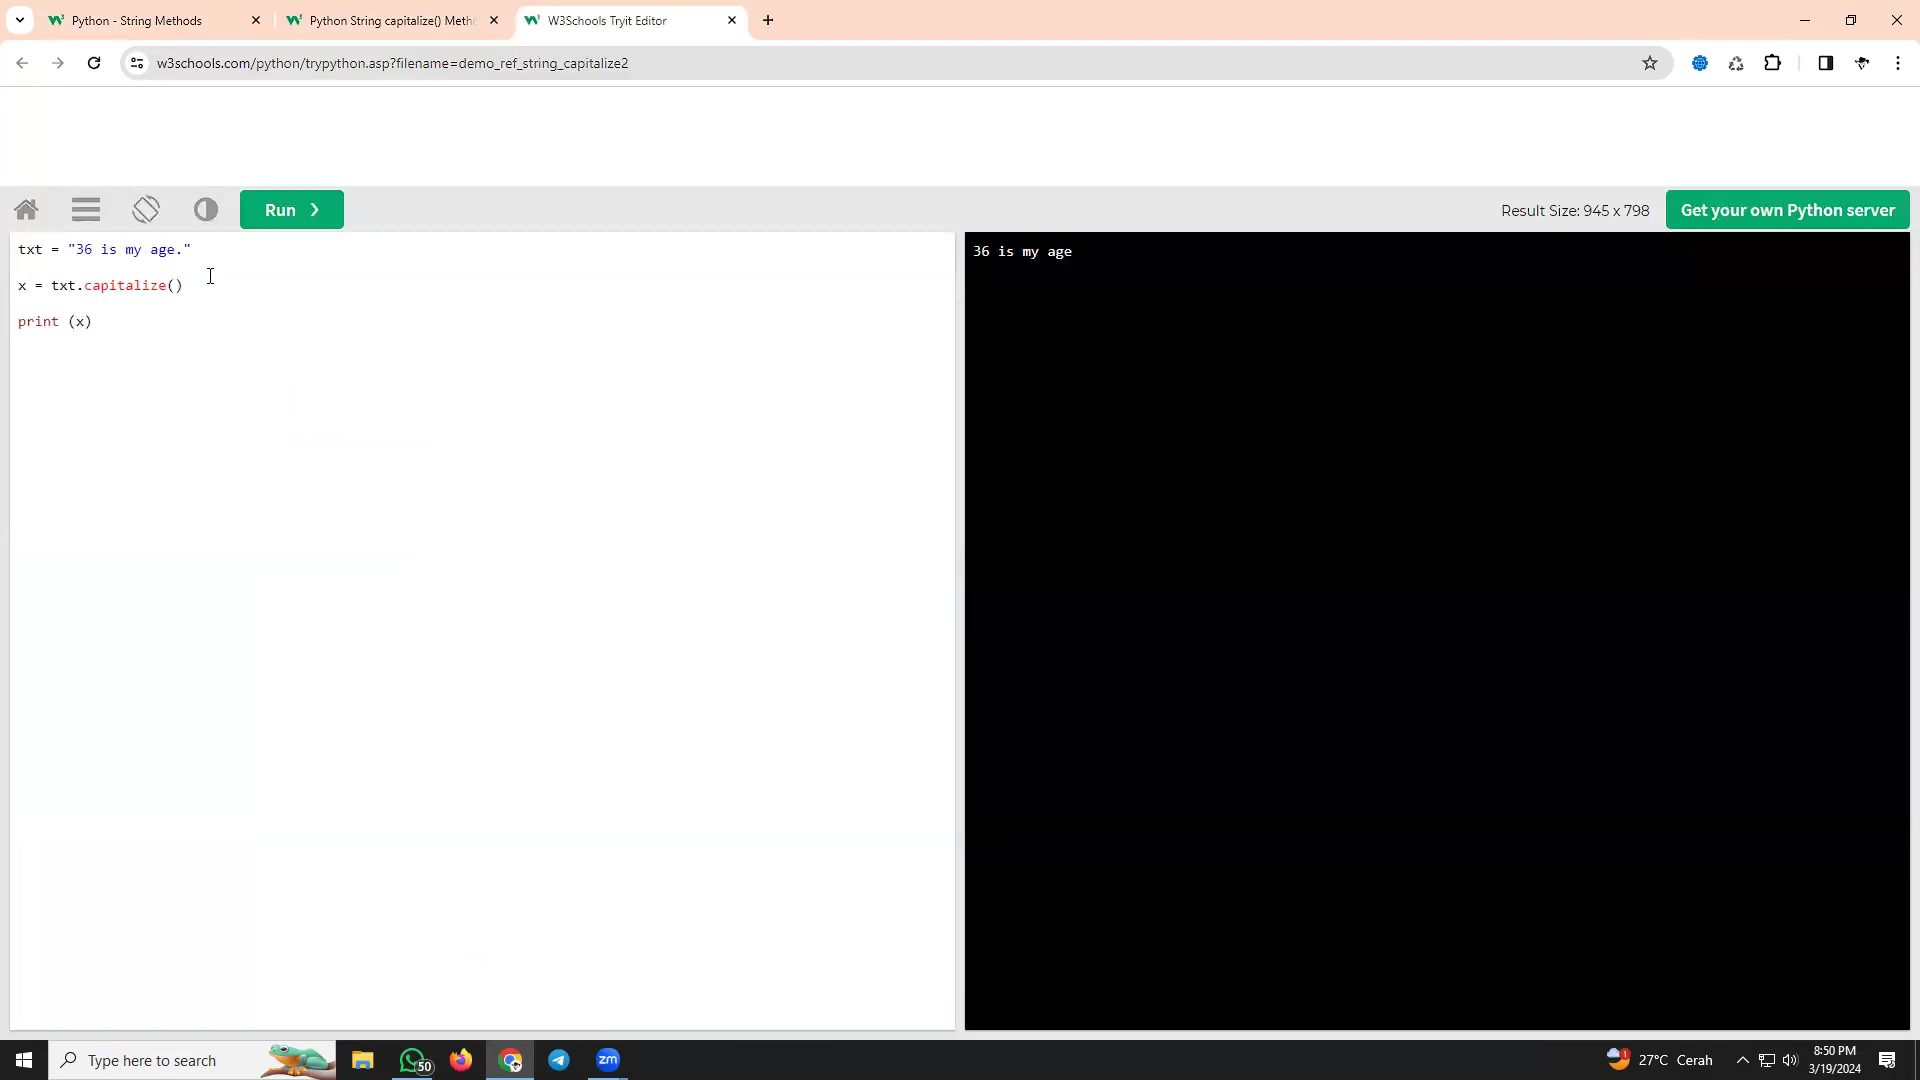 Python - String Methods
Python String capitalize() Meth
W3Schools Tryit Editor
w3schools.com/python/trypython.asp?filename=demo_ref_string_capitalize2
Run ❯
Result Size: 945 x 798
Get your own Python server
txt = "36 is my age."
x = txt.capitalize()
print (x)
36 is my age
Type here to search
50
zm
1
27°C Cerah
8:50 PM
3/19/2024